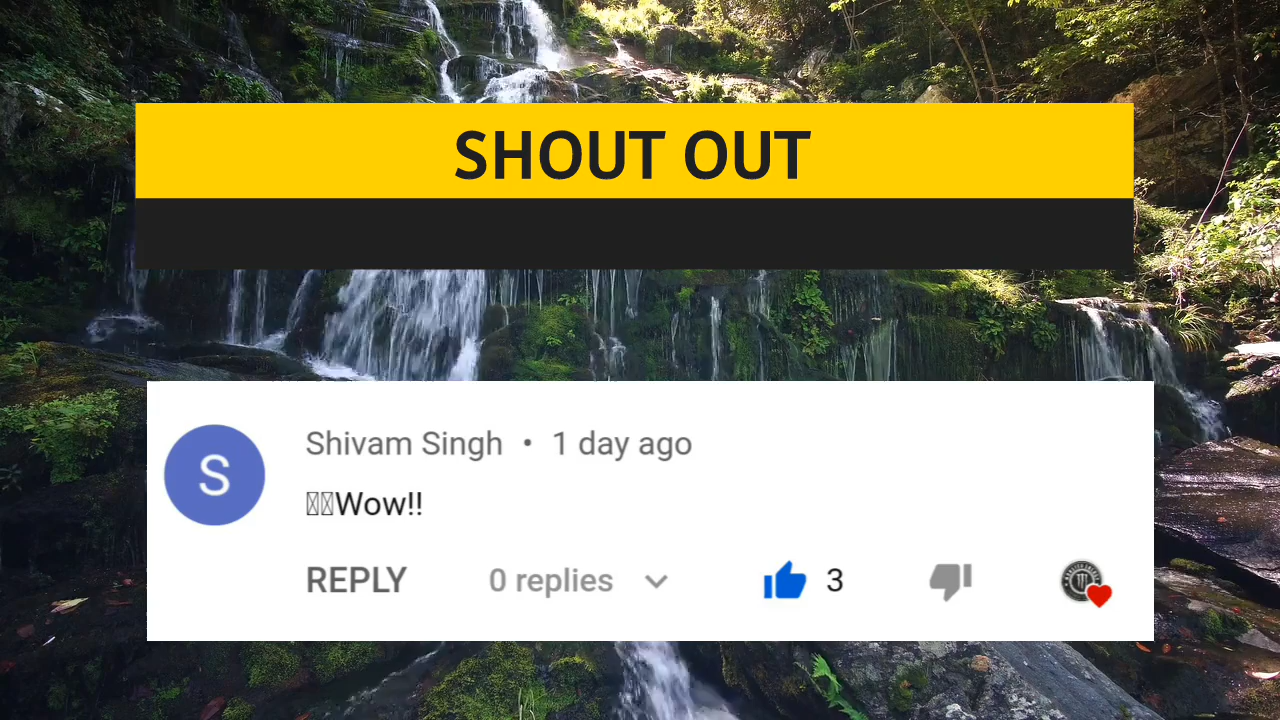 SHOUT OUT
S
Shivam Singh • 1 day ago
Wow!!
REPLY 0 replies 3